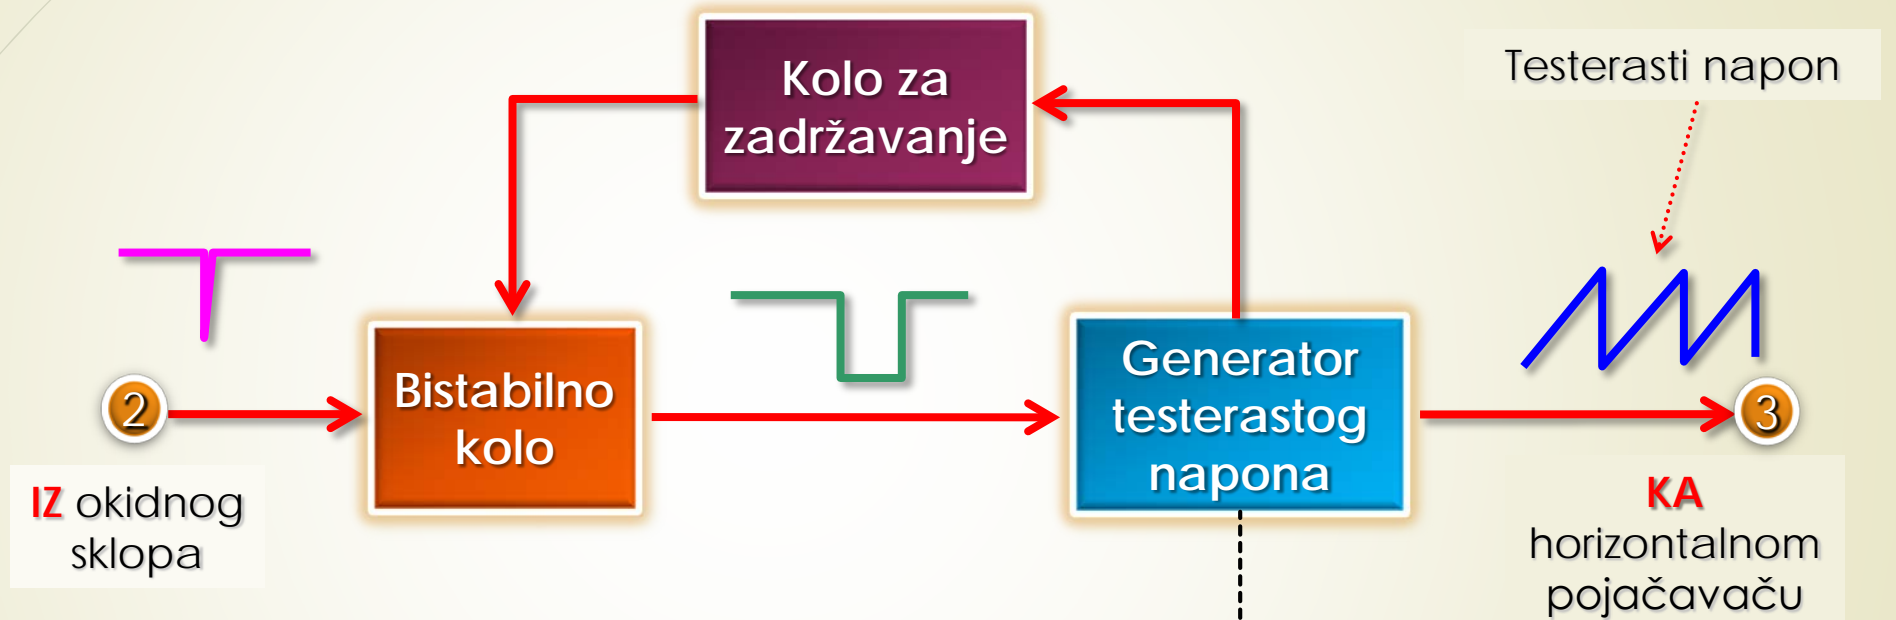 Kolo za
zadržavanje
Testerasti napon
2
Bistabilno
kolo
Generator
testerastog
napona
3
IZ okidnog
sklopa
KA
horizontalnom
pojačavaču